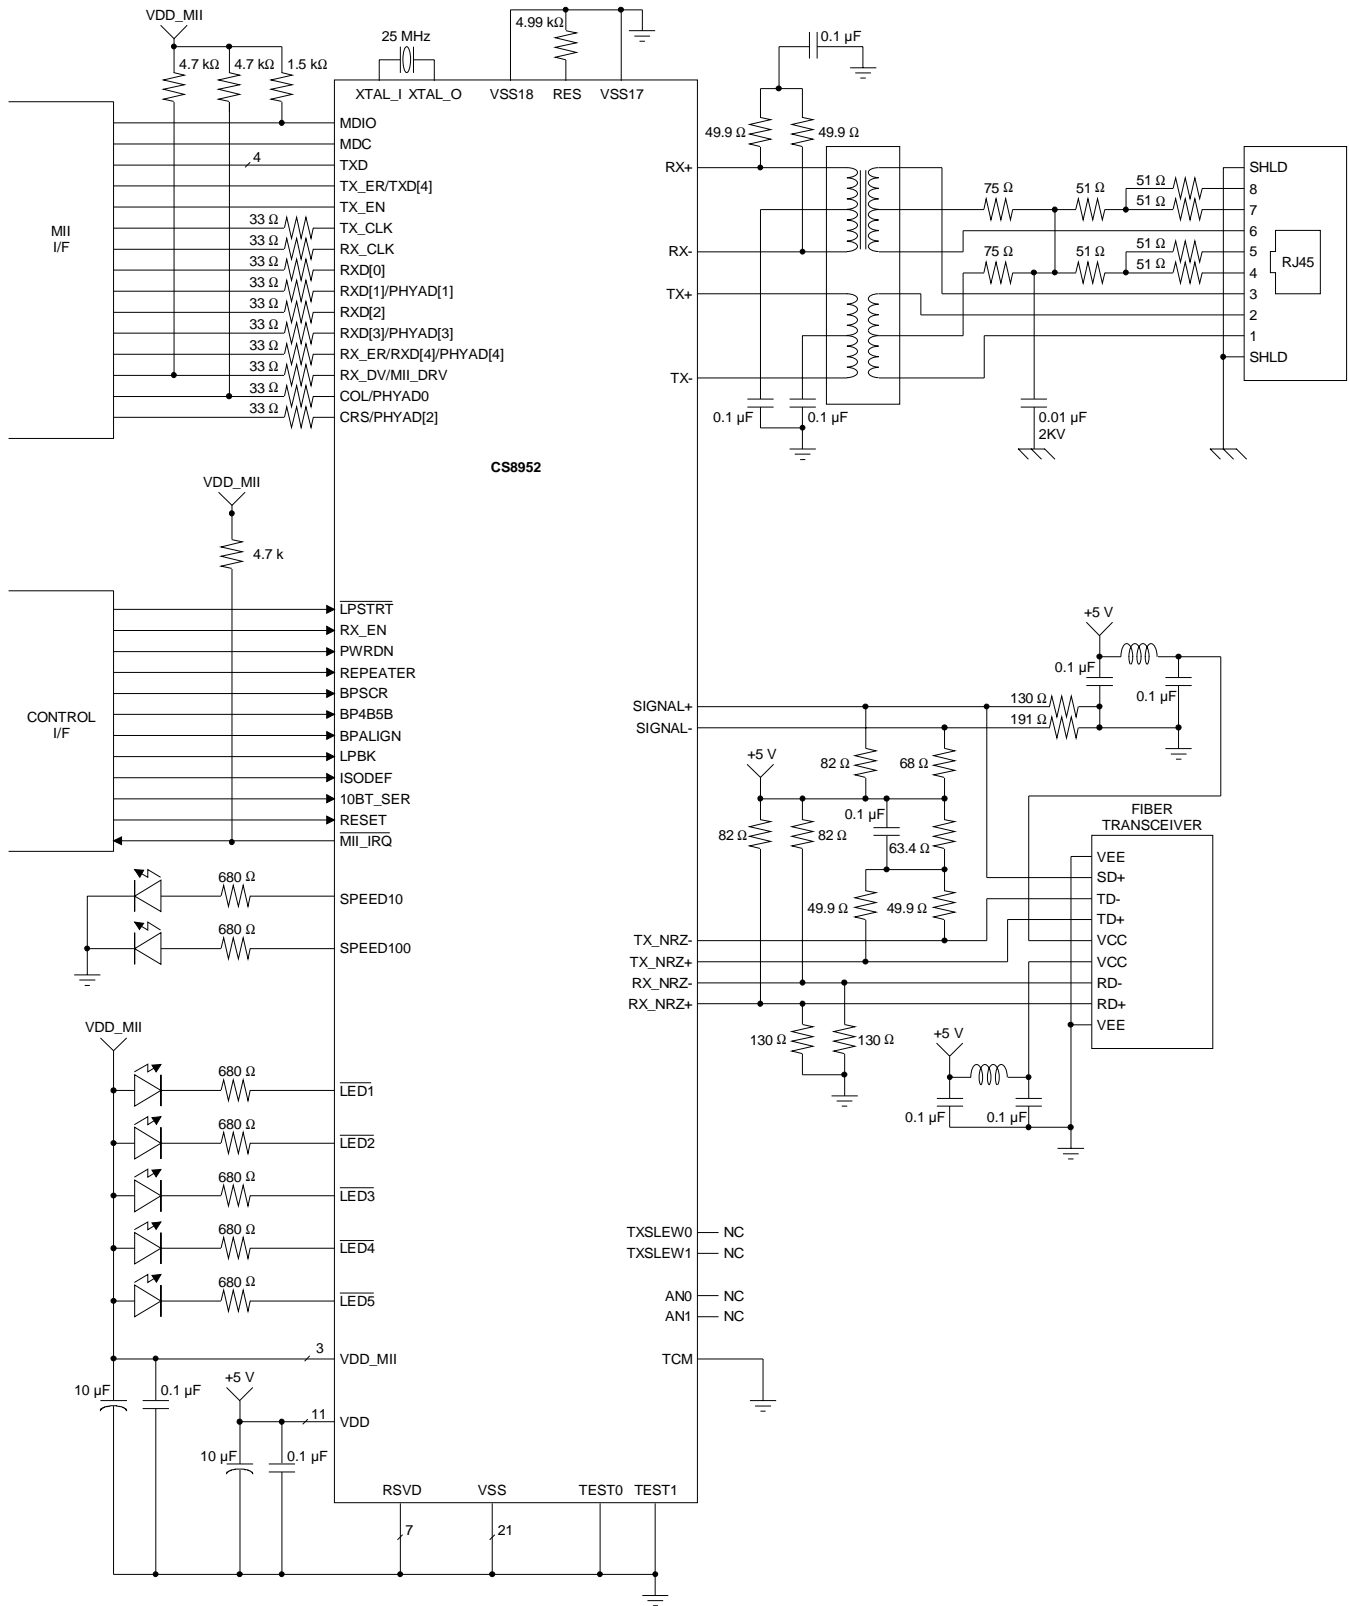 VDD_MII
4.7 kΩ
4.7 kΩ
1.5 kΩ
25 MHz
4.99 kΩ
0.1 µF
XTAL_I
XTAL_O
VSS18
RES
VSS17
MII
I/F
4
33 Ω
33 Ω
33 Ω
33 Ω
33 Ω
33 Ω
33 Ω
33 Ω
33 Ω
33 Ω
MDIO
MDC
TXD
TX_ER/TXD[4]
TX_EN
TX_CLK
RX_CLK
RXD[0]
RXD[1]/PHYAD[1]
RXD[2]
RXD[3]/PHYAD[3]
RX_ER/RXD[4]/PHYAD[4]
RX_DV/MII_DRV
COL/PHYAD0
CRS/PHYAD[2]
CS8952
49.9 Ω
49.9 Ω
RX+
RX-
TX+
TX-
0.1 µF
0.1 µF
75 Ω
51 Ω
51 Ω
51 Ω
75 Ω
51 Ω
51 Ω
51 Ω
0.01 µF
2KV
SHLD
8
7
6
5
4
3
2
1
SHLD
RJ45
VDD_MII
4.7 k
CONTROL
I/F
LPSTRT
RX_EN
PWRDN
REPEATER
BPSCR
BP4B5B
BPALIGN
LPBK
ISODEF
10BT_SER
RESET
MII_IRQ
680 Ω
SPEED10
680 Ω
SPEED100
+5 V
0.1 µF
0.1 µF
SIGNAL+
130 Ω
SIGNAL-
191 Ω
+5 V
82 Ω
68 Ω
82 Ω
82 Ω
0.1 µF
63.4 Ω
49.9 Ω
49.9 Ω
TX_NRZ-
TX_NRZ+
RX_NRZ-
RX_NRZ+
130 Ω
130 Ω
FIBER
TRANSCEIVER
VEE
SD+
TD-
TD+
VCC
VCC
RD-
RD+
VEE
+5 V
0.1 µF
0.1 µF
VDD_MII
680 Ω
LED1
680 Ω
LED2
680 Ω
LED3
680 Ω
LED4
680 Ω
LED5
TXSLEW0
NC
TXSLEW1
NC
AN0
NC
AN1
NC
TCM
3
VDD_MII
10 µF
0.1 µF
+5 V
11
VDD
10 µF
0.1 µF
RSVD
VSS
TEST0
TEST1
7
21